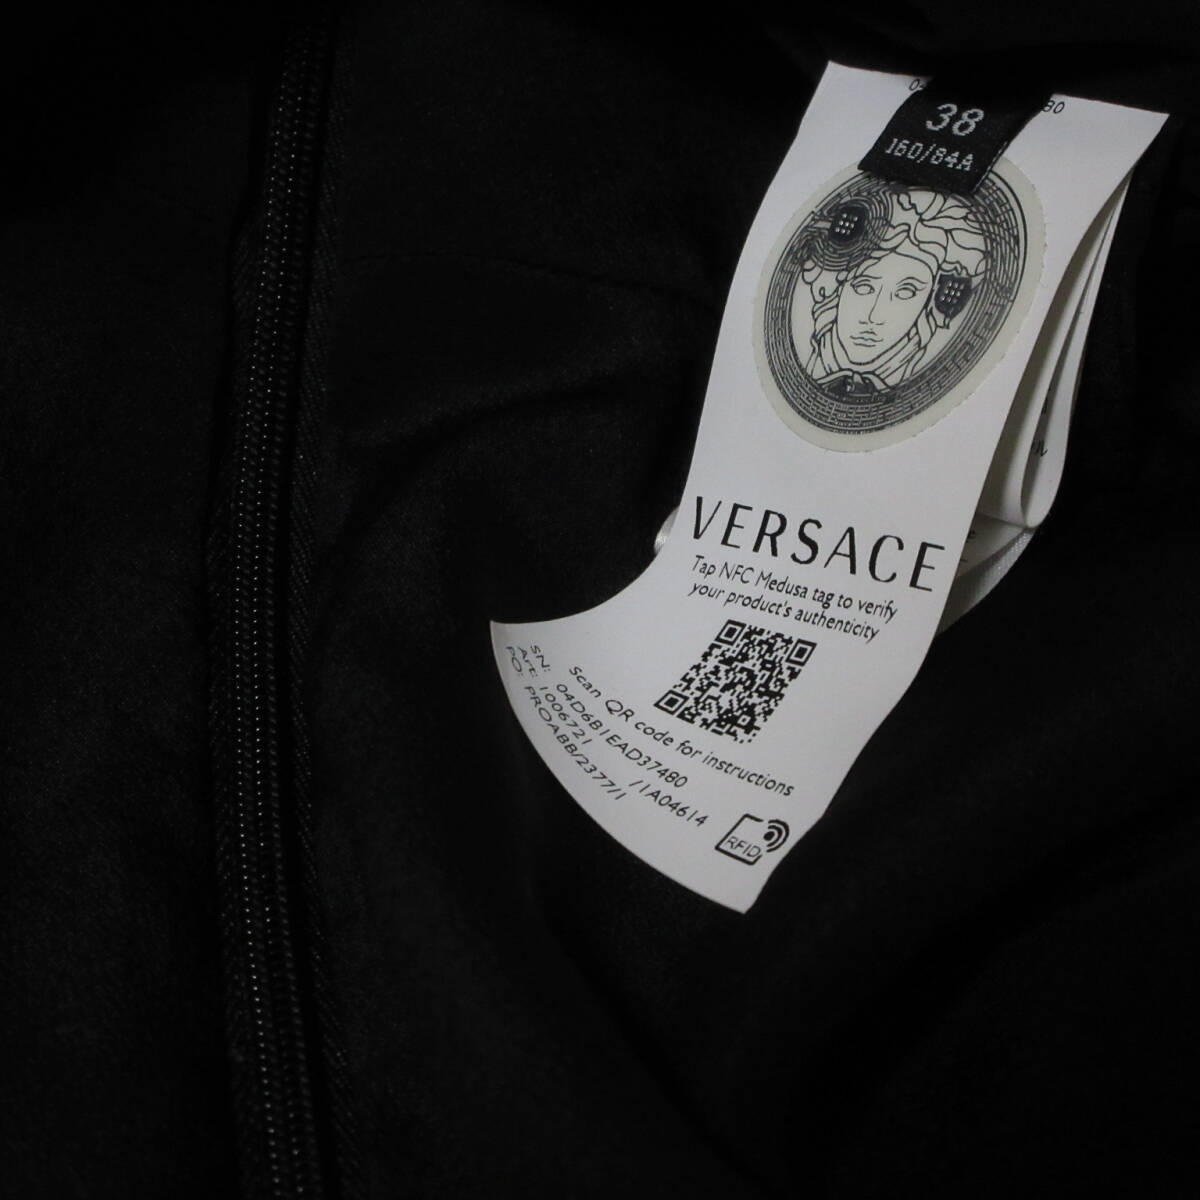 38
160/84A
VERSACE
Tap NFC Medusa tag to verify
your product's authenticity
Scan QR code for instructions
SN: 04D6B1EAD37480
Art: 1006721 /1A04614
PO: PROABB/2377/1
RFID